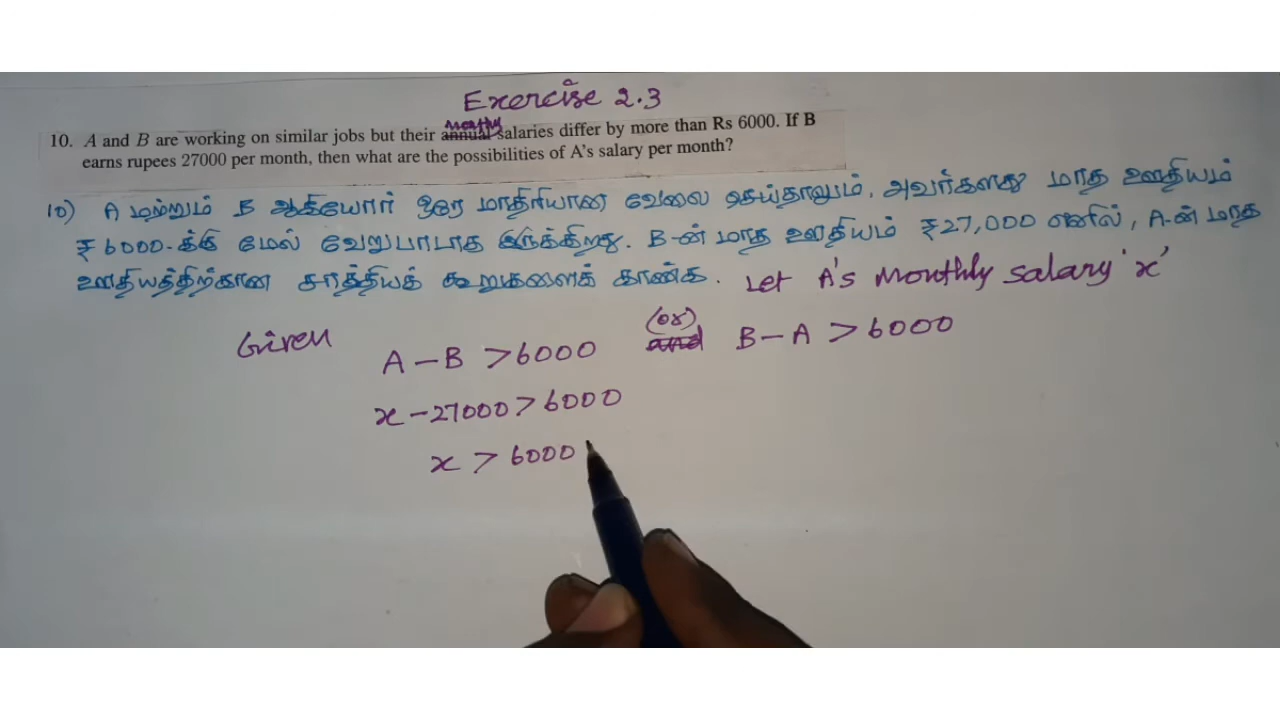 Exercise 2.3
10. A and B are working on similar jobs but their annual monthly salaries differ by more than Rs 6000. If B
earns rupees 27000 per month, then what are the possibilities of A's salary per month?
10) A மற்றும் B ஆகியோர் ஒரே மாதிரியான வேலை செய்தாலும், அவர்களது மாத ஊதியம்
₹6000-க்கு மேல் வேறுபாடாத இருக்கிறது. B-ன் மாத ஊதியம் ₹27,000 எனில், A-ன் மாத
ஊதியத்திற்கான சாத்தியக் கூறுகளைக் காண்க. Let A's Monthly Salary 'x'
Given A - B > 6000 and (or) B - A > 6000
x - 27000 > 6000
x > 6000